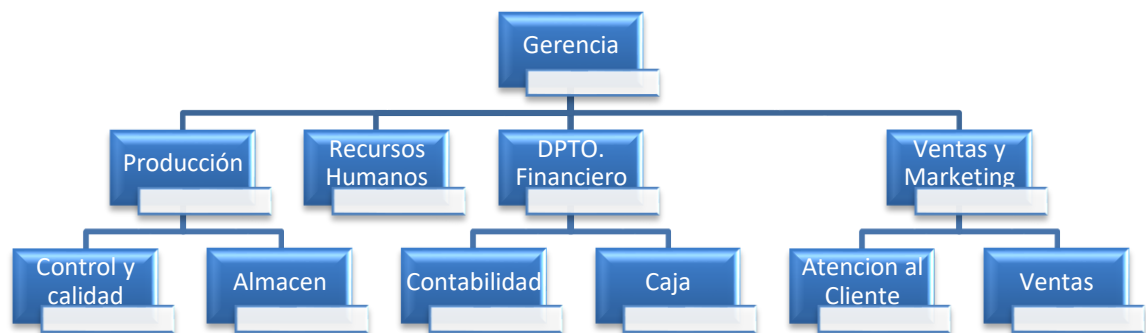 Gerencia
Producción
Recursos
Humanos
DPTO.
Financiero
Ventas y
Marketing
Control y
calidad
Almacen
Contabilidad
Caja
Atencion al
Cliente
Ventas